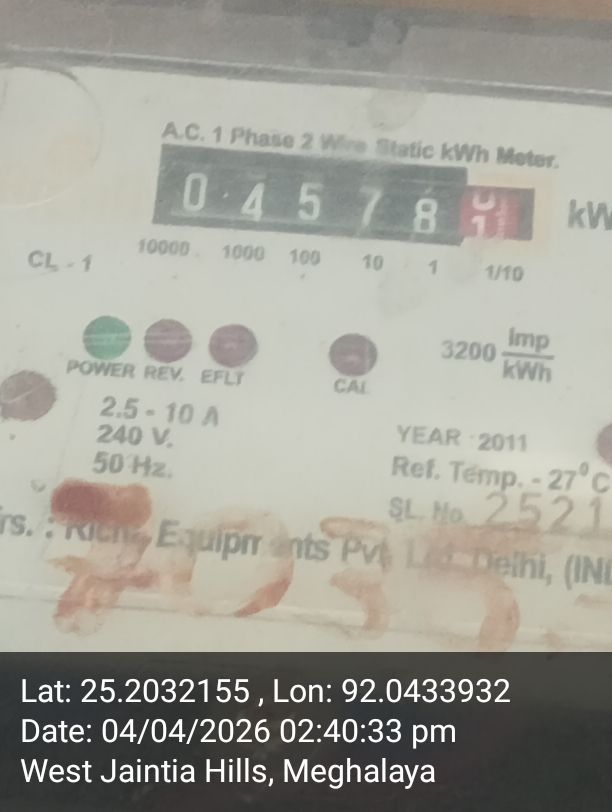 A.C. 1 Phase 2 Wire Static kWh Meter.
0 4 5 7 8 kW
10000 1000 100 10 1 1/10
CL - 1
3200 Imp/kWh
POWER REV. EFLT CAL
2.5 - 10 A
240 V.
50 Hz.
YEAR : 2011
Ref. Temp. - 27°C
SL. No. 2521
rs. : Equipments Pvt Delhi, (IN
Lat: 25.2032155 , Lon: 92.0433932
Date: 04/04/2026 02:40:33 pm
West Jaintia Hills, Meghalaya